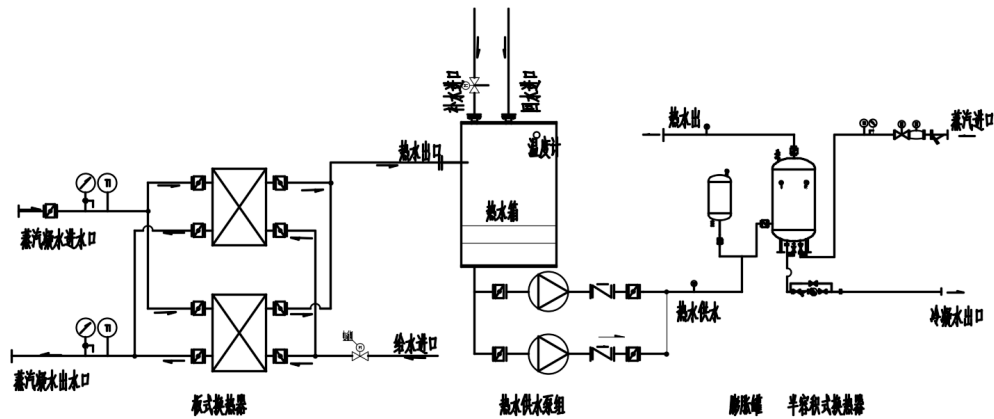 补水进口
回水进口
热水出
蒸汽进口
热水出口
温度计
TI
热水箱
蒸汽凝水进水口
TI
热水供水
冷凝水出口
给水进口
蒸汽凝水出水口
板式换热器
热水供水泵组
膨胀罐
半容积式换热器